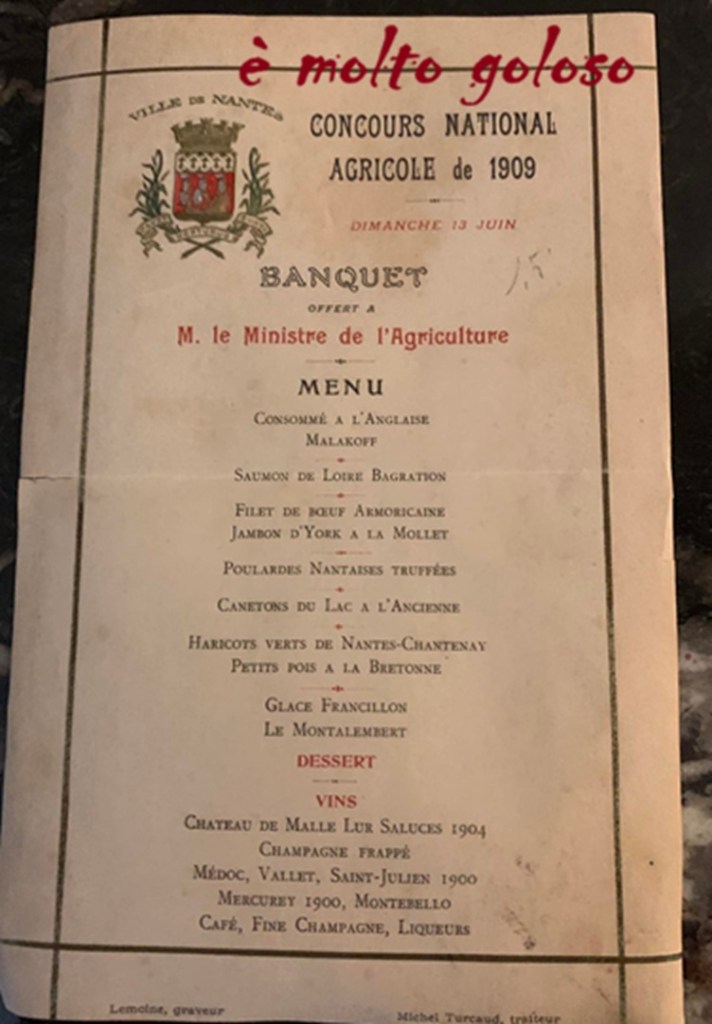 è molto goloso
VILLE DE NANTES
CONCOURS NATIONAL
AGRICOLE de 1909
DIMANCHE 13 JUIN
BANQUET
15
OFFERT A
M. le Ministre de l'Agriculture
MENU
CONSOMMÉ A L'ANGLAISE
MALAKOFF
SAUMON DE LOIRE BAGRATION
FILET DE BŒUF ARMORICAINE
JAMBON D'YORK A LA MOLLET
POULARDES NANTAISES TRUFFÉES
CANETONS DU LAC A L'ANCIENNE
HARICOTS VERTS DE NANTES-CHANTENAY
PETITS POIS A LA BRETONNE
GLACE FRANCILLON
LE MONTALEMBERT
DESSERT
VINS
CHATEAU DE MALLE LUR SALUCES 1904
CHAMPAGNE FRAPPÉ
MÉDOC, VALLET, SAINT-JULIEN 1900
MERCUREY 1900, MONTEBELLO
CAFÉ, FINE CHAMPAGNE, LIQUEURS
Lemoine, graveur
Michel Turcaud, traiteur